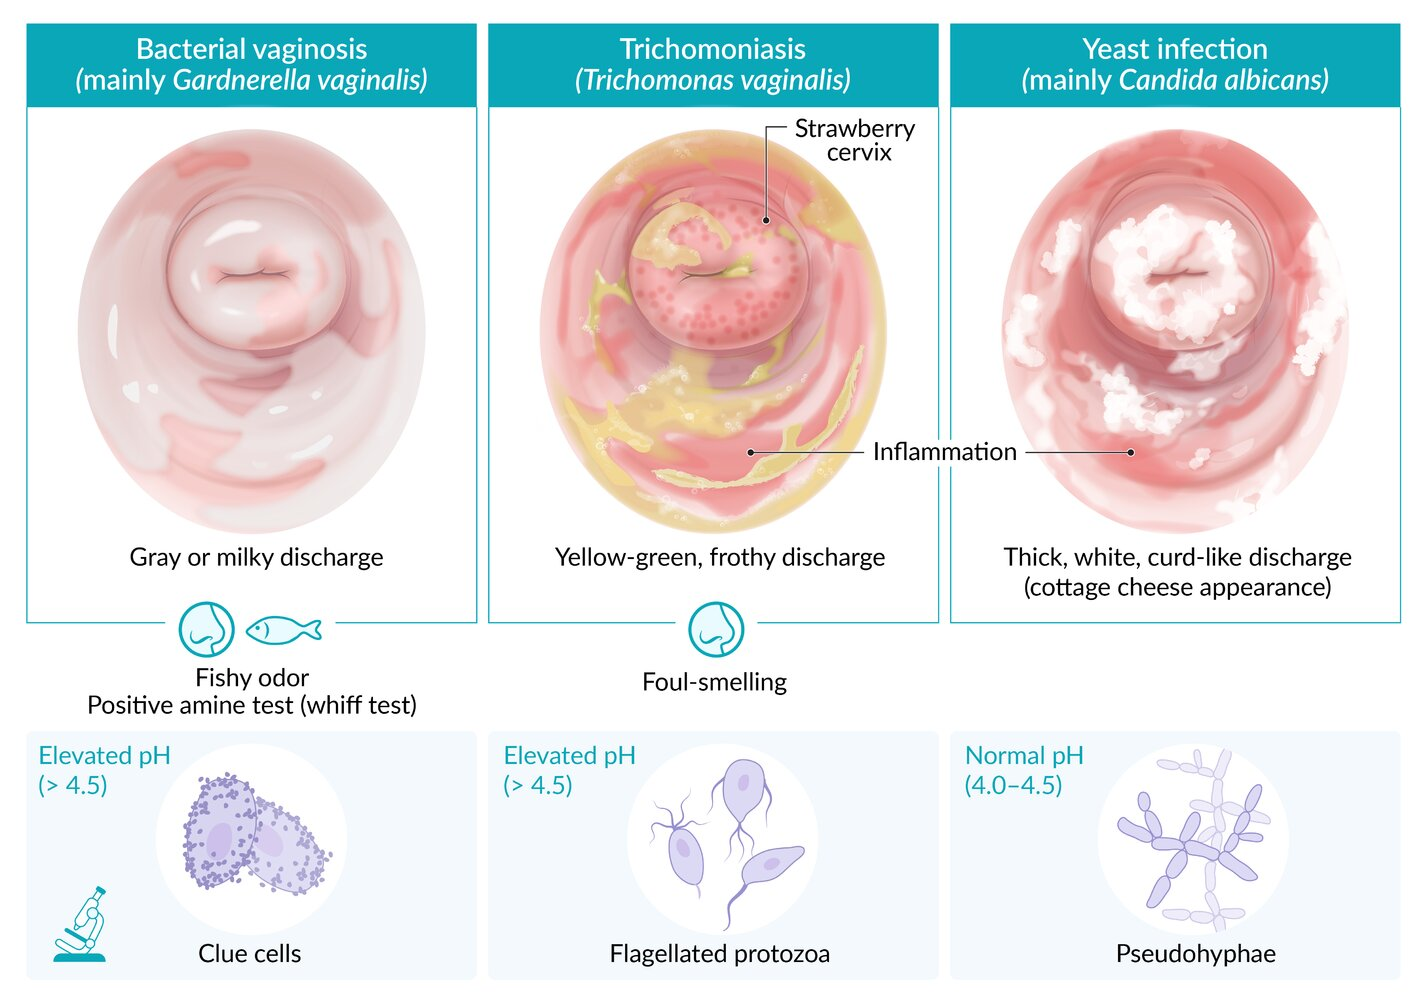 Bacterial vaginosis
(mainly Gardnerella vaginalis)
Trichomoniasis
(Trichomonas vaginalis)
Yeast infection
(mainly Candida albicans)
Strawberry
cervix
Inflammation
Gray or milky discharge
Yellow-green, frothy discharge
Thick, white, curd-like discharge
(cottage cheese appearance)
Fishy odor
Positive amine test (whiff test)
Foul-smelling
Elevated pH
(> 4.5)
Clue cells
Elevated pH
(> 4.5)
Flagellated protozoa
Normal pH
(4.0–4.5)
Pseudohyphae